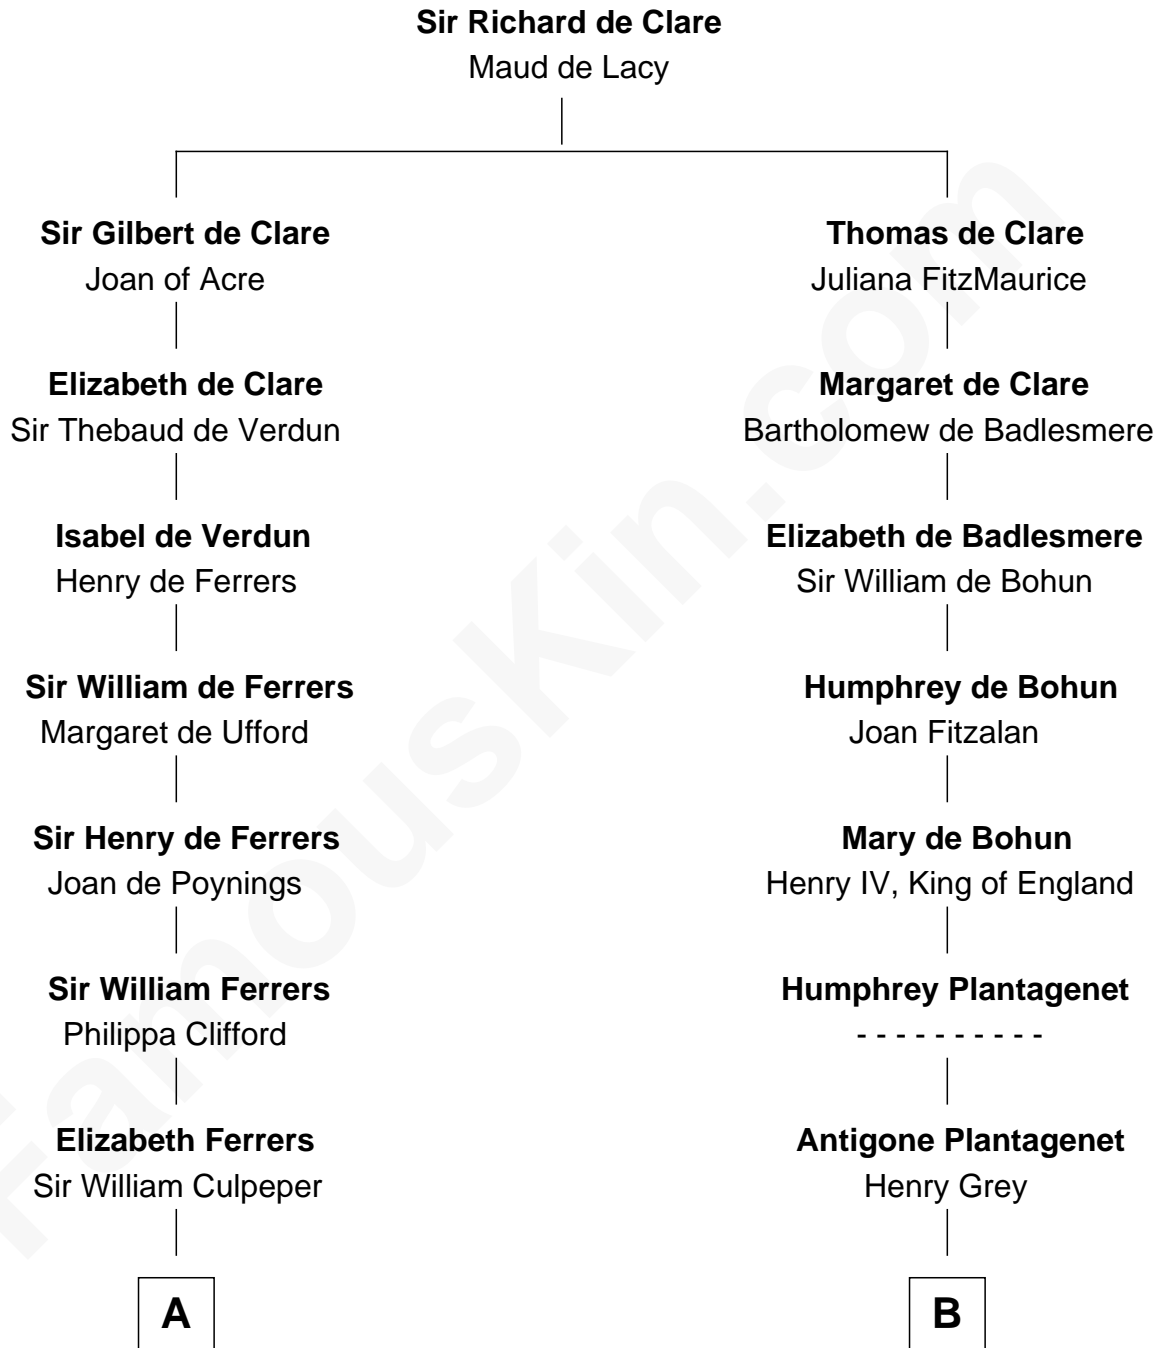 Sir Richard de Clare
Maud de Lacy
Sir Gilbert de Clare
Joan of Acre
Thomas de Clare
Juliana FitzMaurice
Elizabeth de Clare
Sir Thebaud de Verdun
Margaret de Clare
Bartholomew de Badlesmere
Isabel de Verdun
Henry de Ferrers
Elizabeth de Badlesmere
Sir William de Bohun
Sir William de Ferrers
Margaret de Ufford
Humphrey de Bohun
Joan Fitzalan
Sir Henry de Ferrers
Joan de Poynings
Mary de Bohun
Henry IV, King of England
Sir William Ferrers
Philippa Clifford
Humphrey Plantagenet
- - - - - - - - - -
Elizabeth Ferrers
Sir William Culpeper
Antigone Plantagenet
Henry Grey
A
B
FamousKin.com